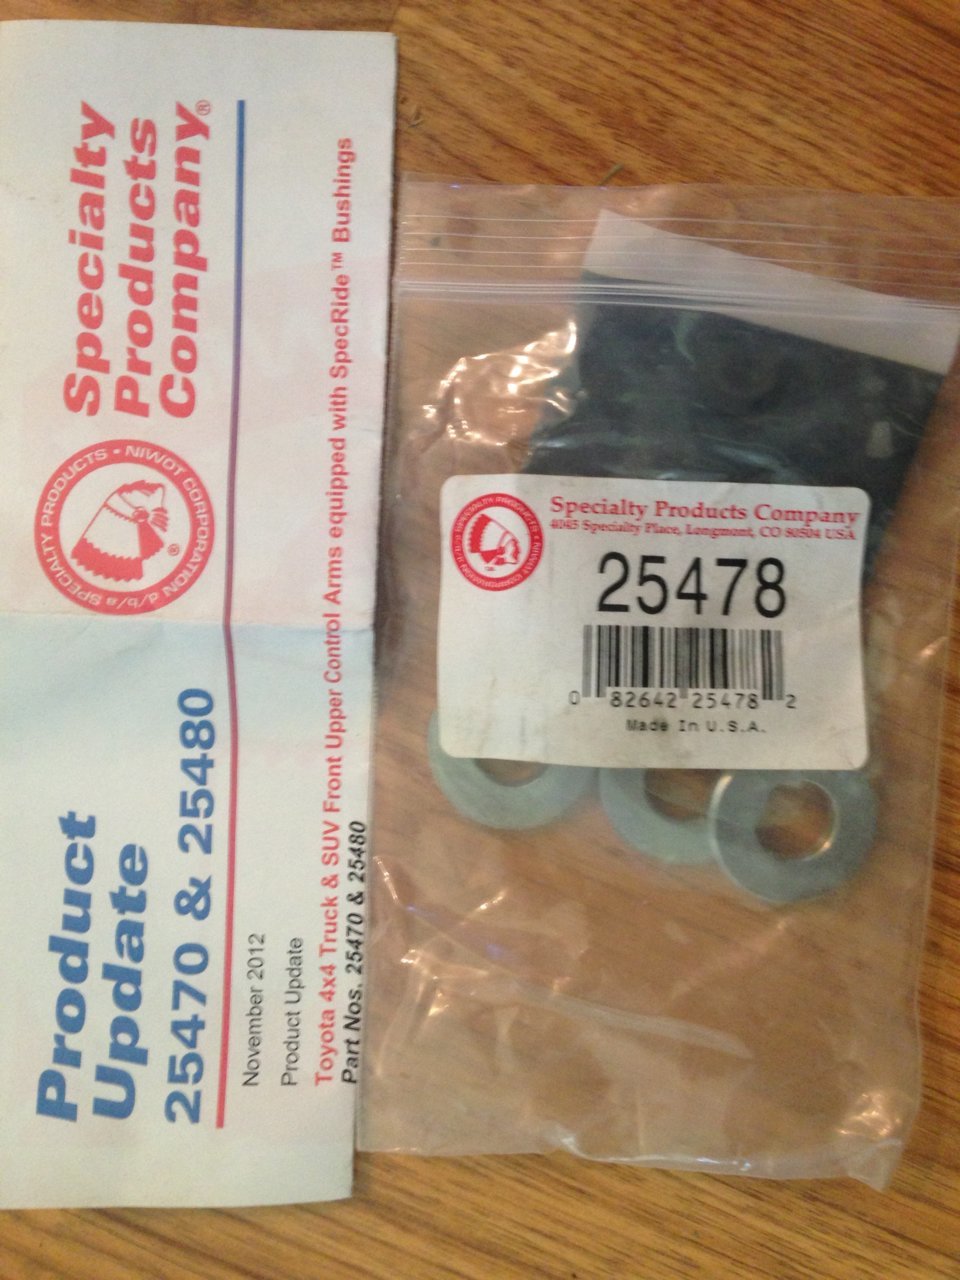 Specialty
Products
Company®
SPECIALTY PRODUCTS • NIWOT CORPORATION d/b/a
®
Product
Update
25470 & 25480
November 2012
Product Update
Toyota 4x4 Truck & SUV Front Upper Control Arms equipped with SpecRide™ Bushings
Part Nos. 25470 & 25480
Specialty Products Company
4045 Specialty Place, Longmont, CO 80504 USA
25478
0 82642 25478 2
Made In U.S.A.